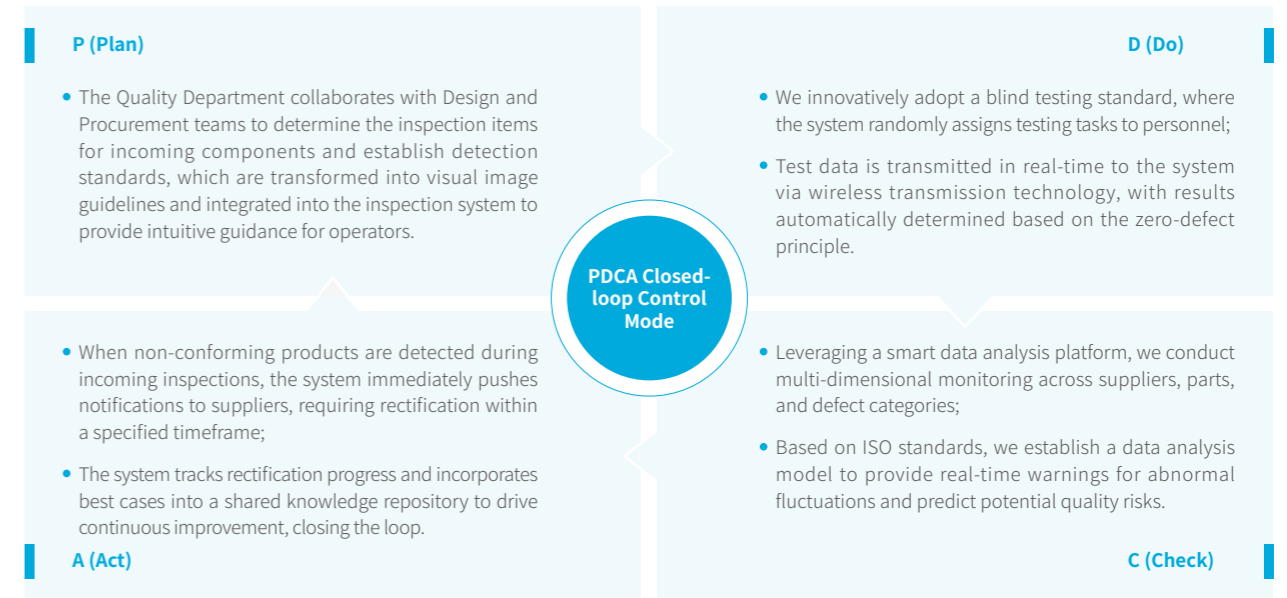 P (Plan)
• The Quality Department collaborates with Design and
Procurement teams to determine the inspection items
for incoming components and establish detection
standards, which are transformed into visual image
guidelines and integrated into the inspection system to
provide intuitive guidance for operators.
D (Do)
• We innovatively adopt a blind testing standard, where
the system randomly assigns testing tasks to personnel;
• Test data is transmitted in real-time to the system
via wireless transmission technology, with results
automatically determined based on the zero-defect
principle.
PDCA Closed-
loop Control
Mode
• When non-conforming products are detected during
incoming inspections, the system immediately pushes
notifications to suppliers, requiring rectification within
a specified timeframe;
• The system tracks rectification progress and incorporates
best cases into a shared knowledge repository to drive
continuous improvement, closing the loop.
A (Act)
• Leveraging a smart data analysis platform, we conduct
multi-dimensional monitoring across suppliers, parts,
and defect categories;
• Based on ISO standards, we establish a data analysis
model to provide real-time warnings for abnormal
fluctuations and predict potential quality risks.
C (Check)